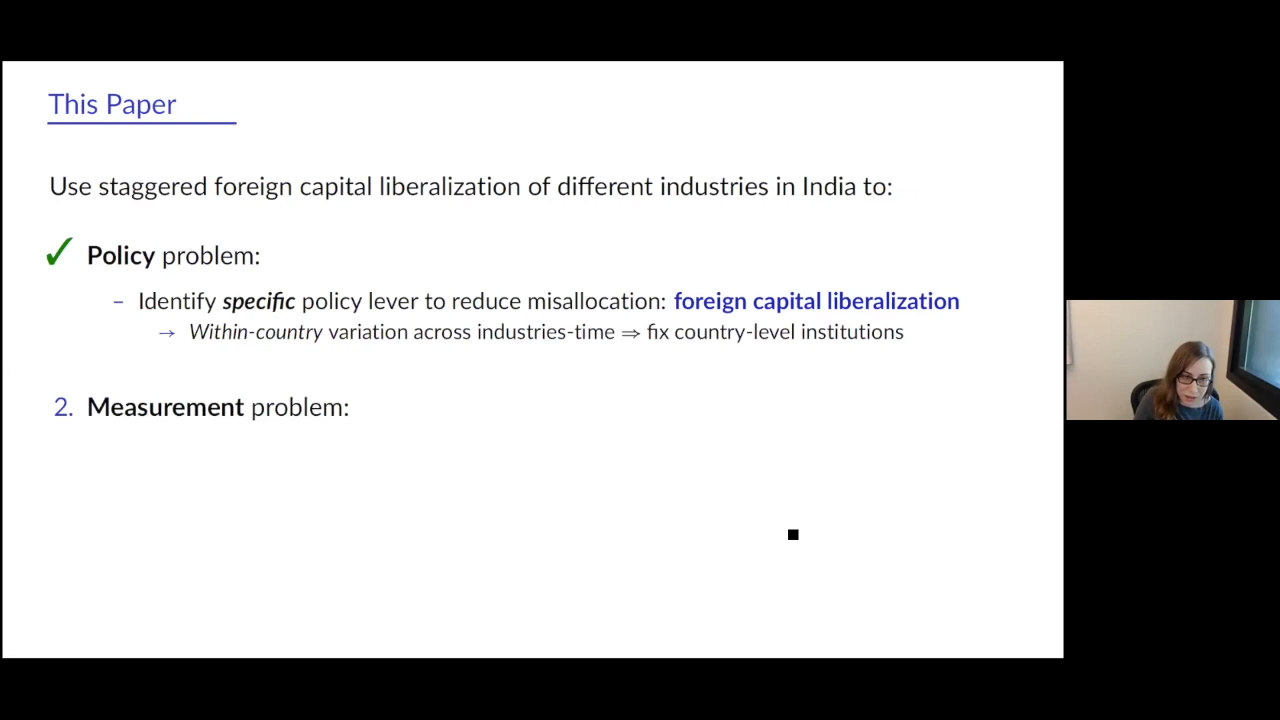 This Paper
Use staggered foreign capital liberalization of different industries in India to:
✓ Policy problem:
– Identify specific policy lever to reduce misallocation: foreign capital liberalization
→ Within-country variation across industries-time ⇒ fix country-level institutions
2. Measurement problem: